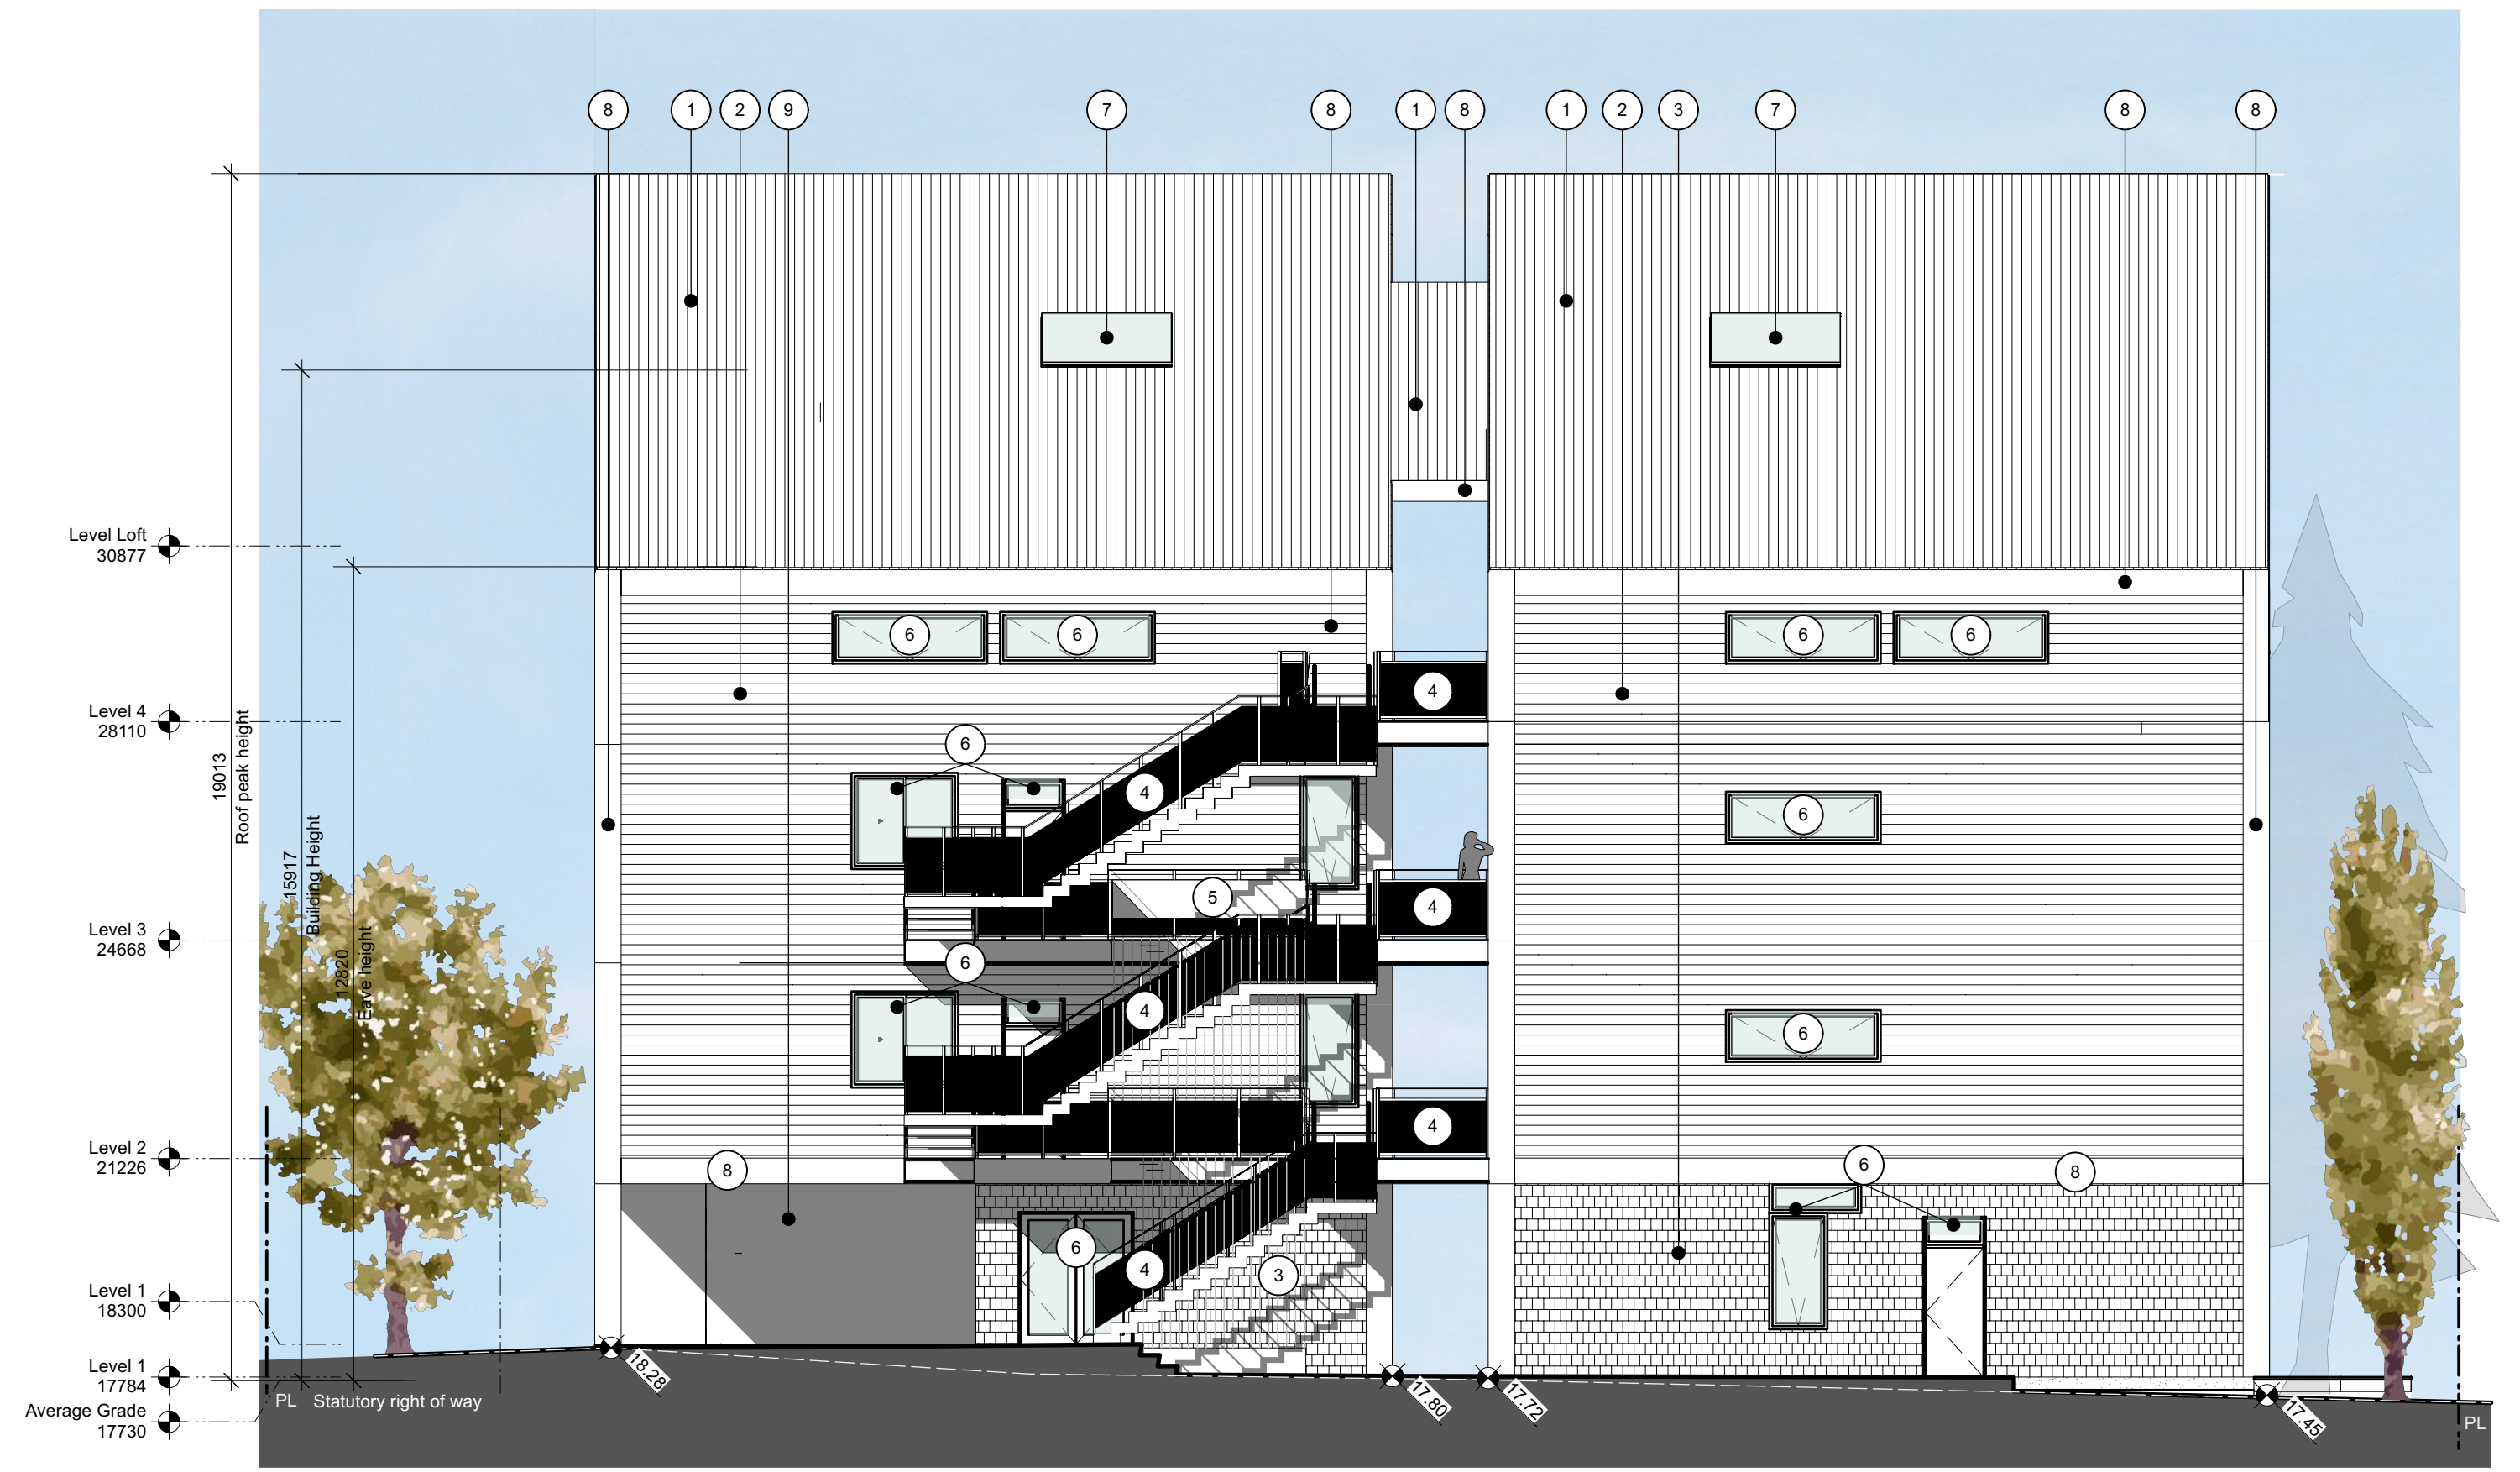 8 1 2 9 7 8 1 8 1 2 3 7 8 8
Level Loft
30877
6 6 6 6
4
Level 4
28110
19013
Roof peak height
6
4
6
15917
Building Height
5
4
Level 3
24668
12820
Eave height
6
4
6
4
Level 2
21226
8
6
8
6
4
3
Level 1
18300
Level 1
17784
Average Grade
17730
PL
Statutory right of way
18.28
17.80
17.72
17.45
PL